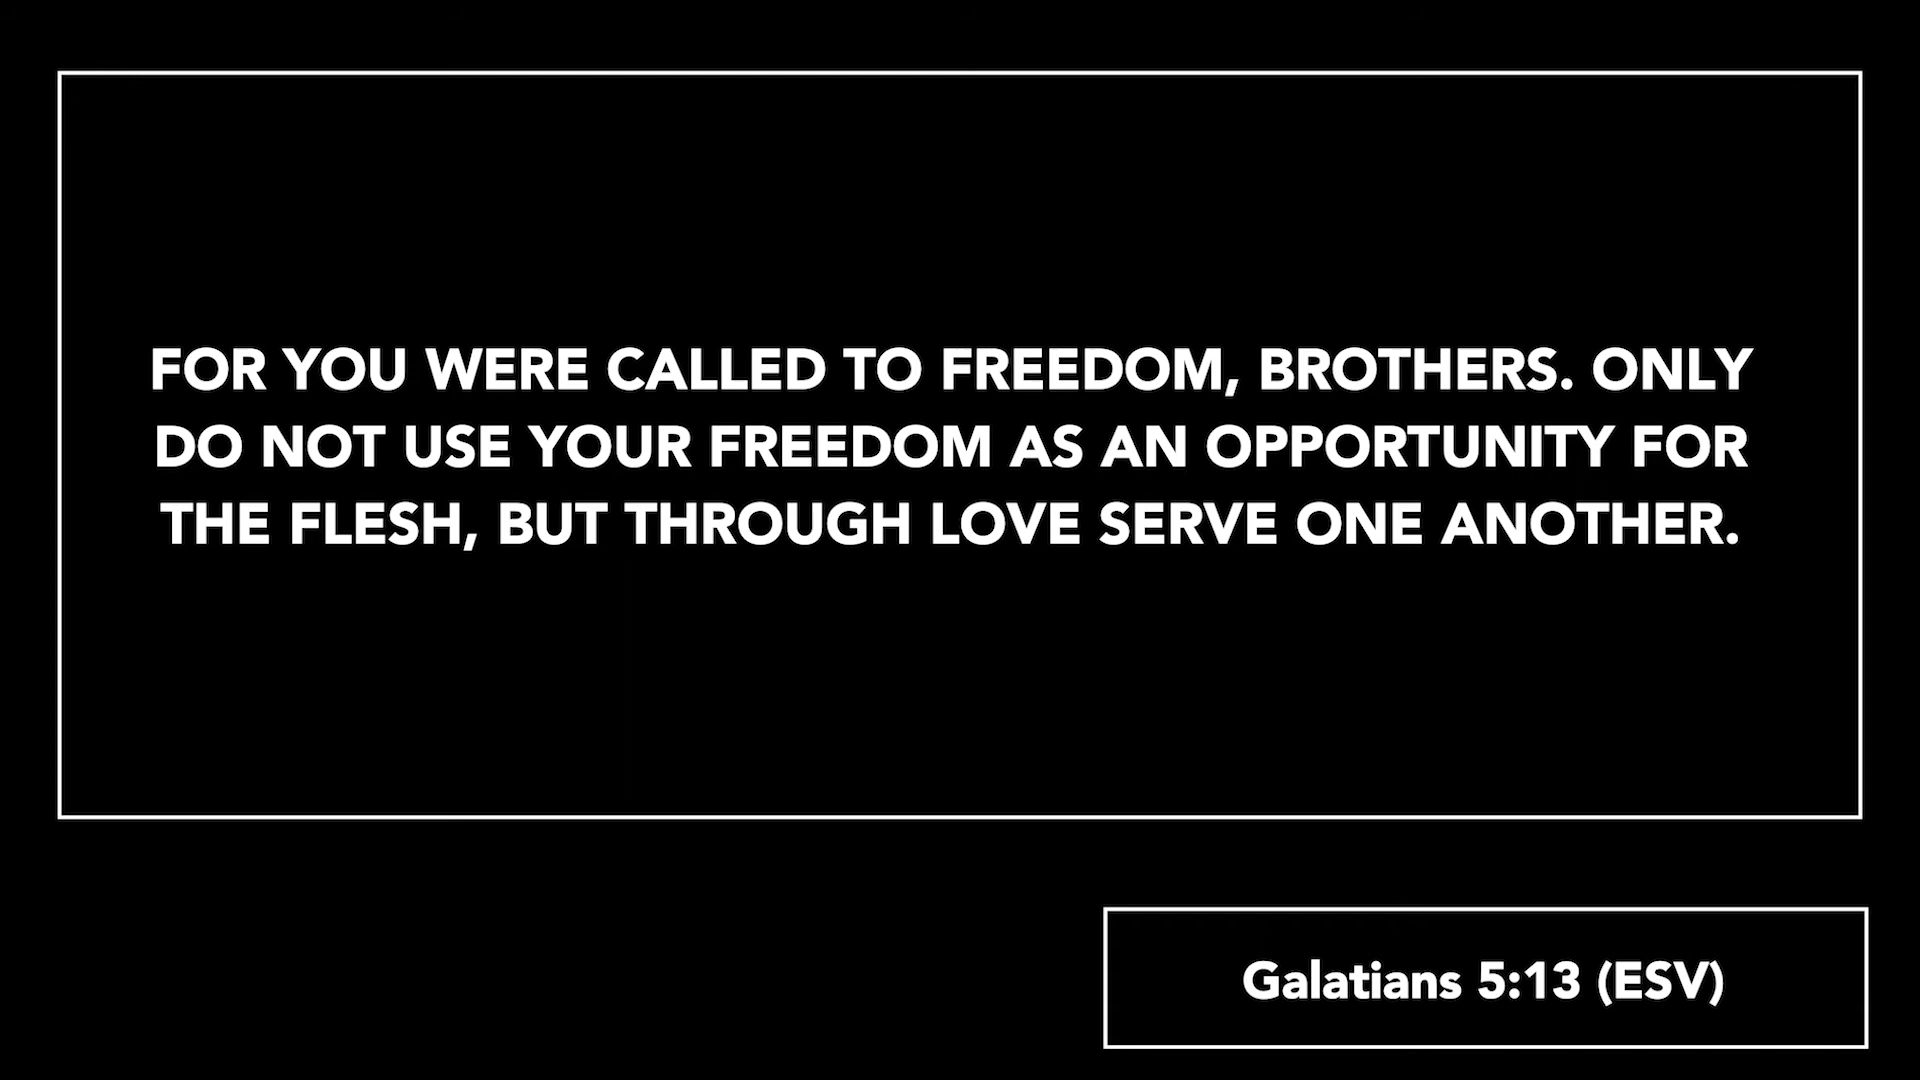 FOR YOU WERE CALLED TO FREEDOM, BROTHERS. ONLY
DO NOT USE YOUR FREEDOM AS AN OPPORTUNITY FOR
THE FLESH, BUT THROUGH LOVE SERVE ONE ANOTHER.
Galatians 5:13 (ESV)